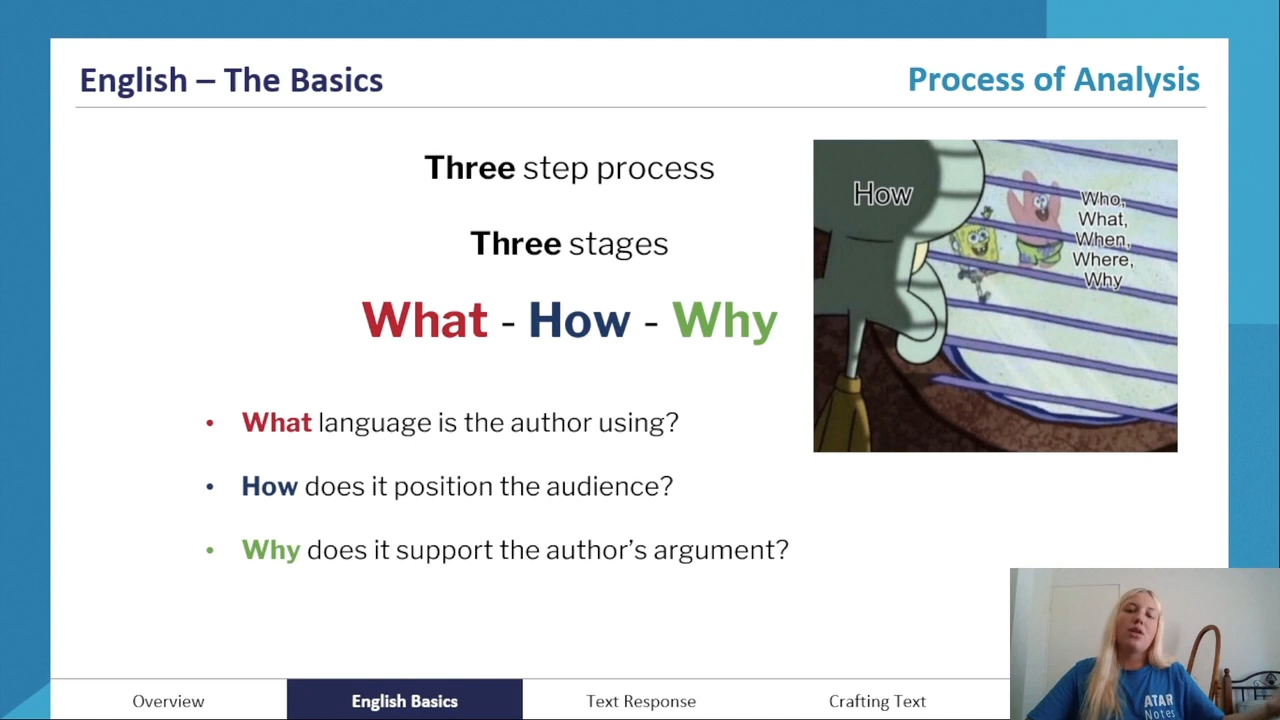 English – The Basics
Process of Analysis
Three step process
Three stages
What - How - Why
• What language is the author using?
• How does it position the audience?
• Why does it support the author’s argument?
How
Who,
What,
When,
Where,
Why
Overview
English Basics
Text Response
Crafting Text
ATAR
Notes